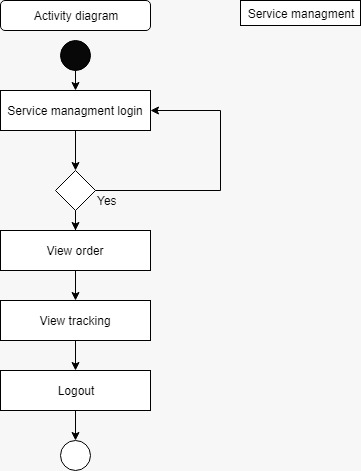 Activity diagram
Service managment
Service managment login
Yes
View order
View tracking
Logout